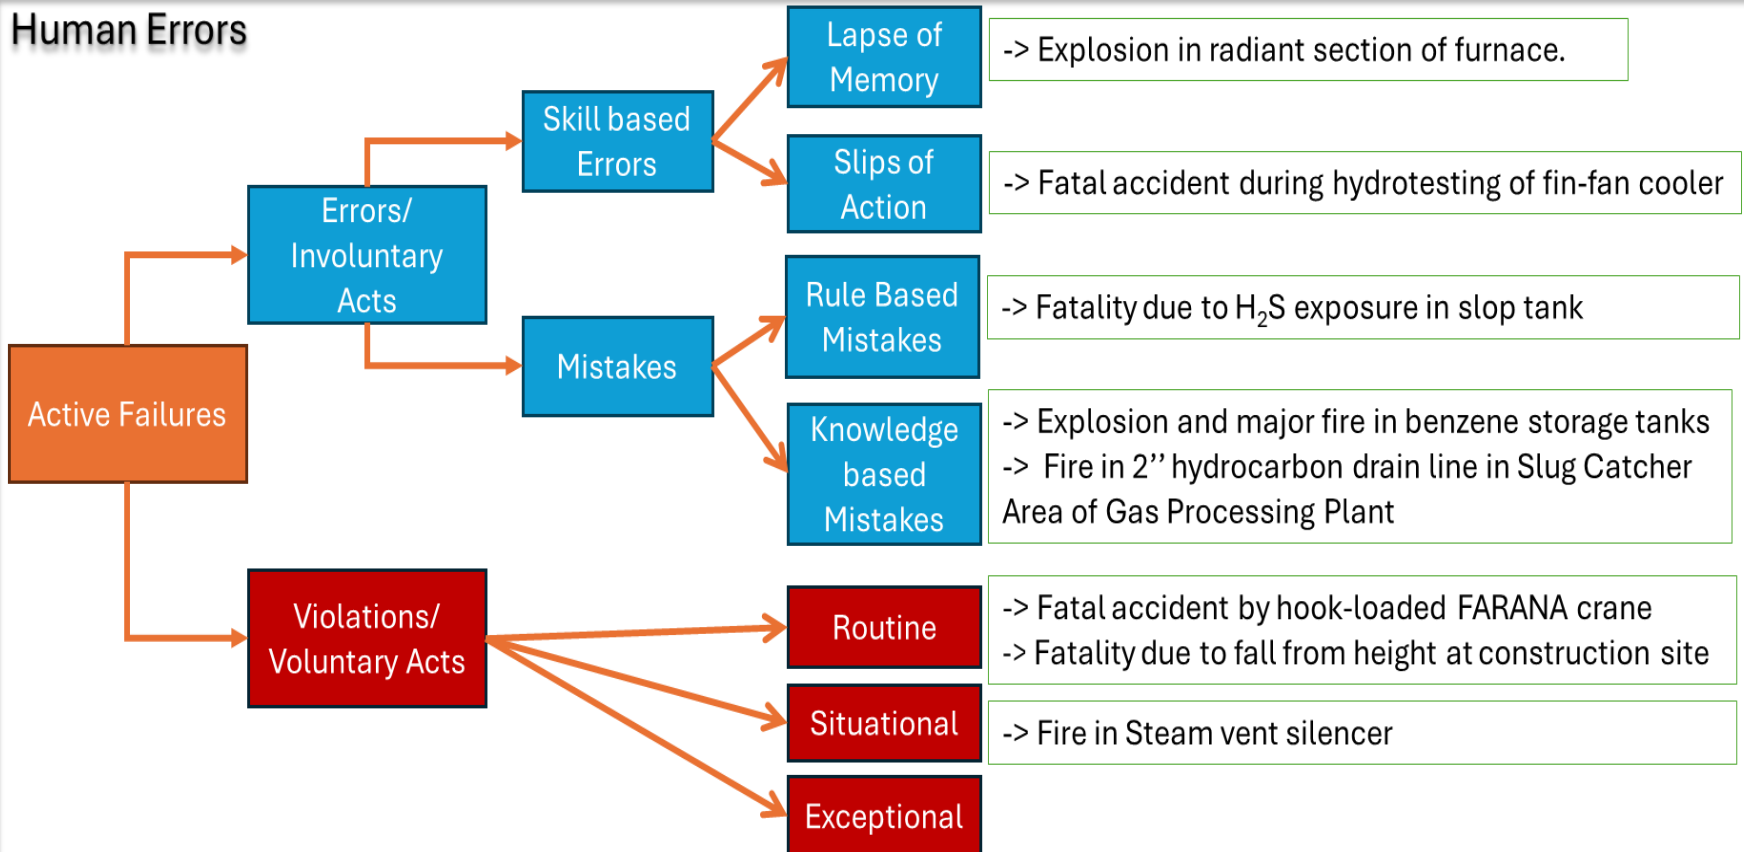 Human Errors
Lapse of
Memory
-> Explosion in radiant section of furnace.
Skill based
Errors
Slips of
Action
-> Fatal accident during hydrotesting of fin-fan cooler
Errors/
Involuntary
Acts
Rule Based
Mistakes
-> Fatality due to H₂S exposure in slop tank
Mistakes
Active Failures
Knowledge
based
Mistakes
-> Explosion and major fire in benzene storage tanks
-> Fire in 2’’ hydrocarbon drain line in Slug Catcher
Area of Gas Processing Plant
Violations/
Voluntary Acts
Routine
-> Fatal accident by hook-loaded FARANA crane
-> Fatality due to fall from height at construction site
Situational
-> Fire in Steam vent silencer
Exceptional